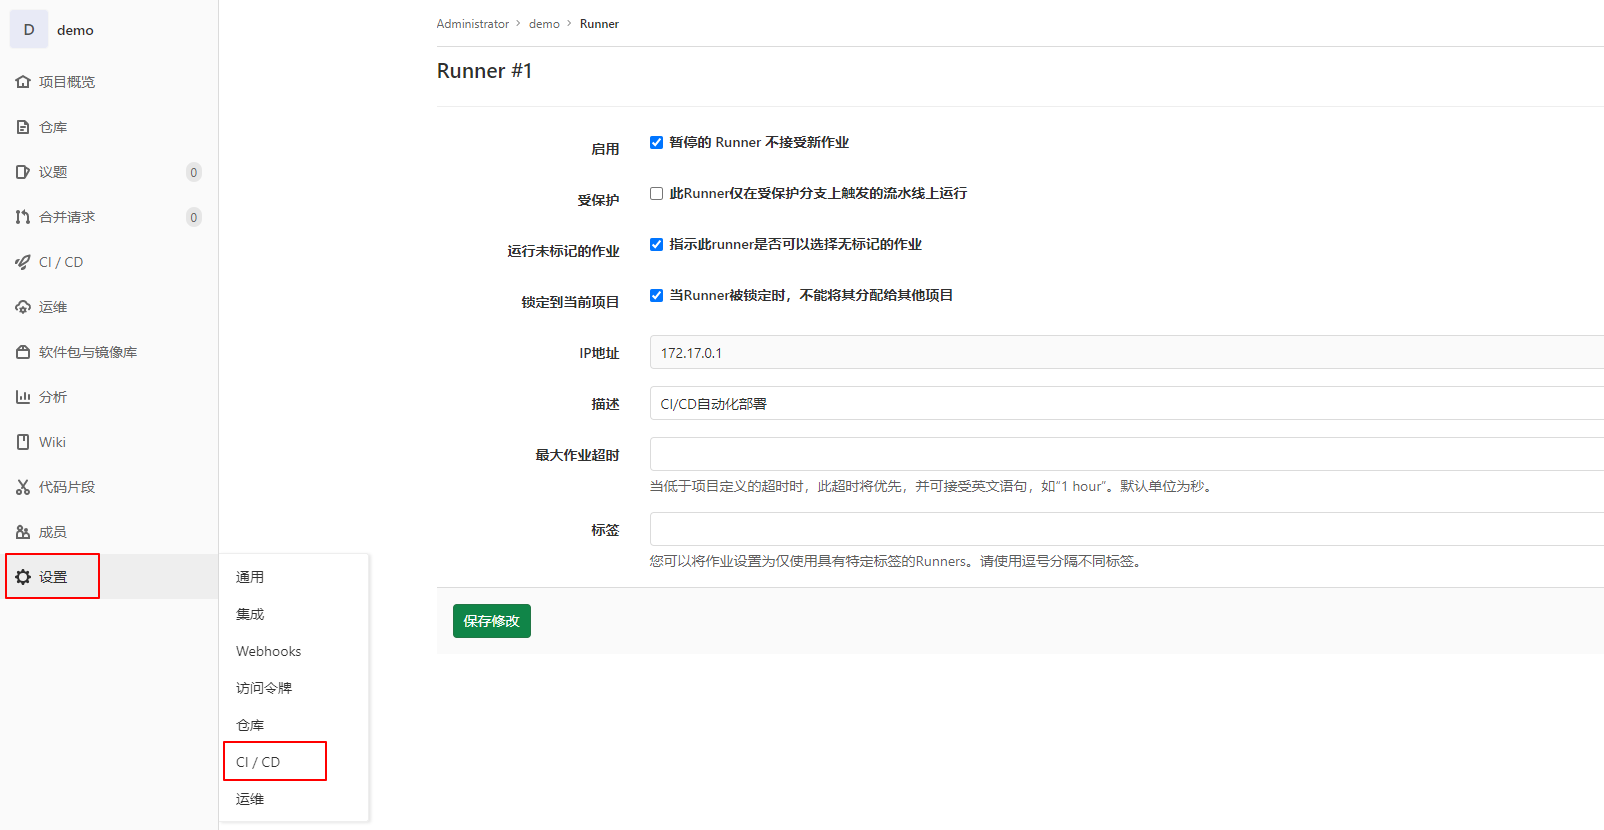 D demo
项目概览
仓库
议题 0
合并请求 0
CI / CD
运维
软件包与镜像库
分析
Wiki
代码片段
成员
设置
通用
集成
Webhooks
访问令牌
仓库
CI / CD
运维
Administrator > demo > Runner
Runner #1
启用 暂停的 Runner 不接受新作业
受保护 此Runner仅在受保护分支上触发的流水线上运行
运行未标记的作业 指示此runner是否可以选择无标记的作业
锁定到当前项目 当Runner被锁定时，不能将其分配给其他项目
IP地址 172.17.0.1
描述 CI/CD自动化部署
最大作业超时
当低于项目定义的超时时，此超时将优先，并可接受英文语句，如“1 hour”。默认单位为秒。
标签
您可以将作业设置为仅使用具有特定标签的Runners。请使用逗号分隔不同标签。
保存修改